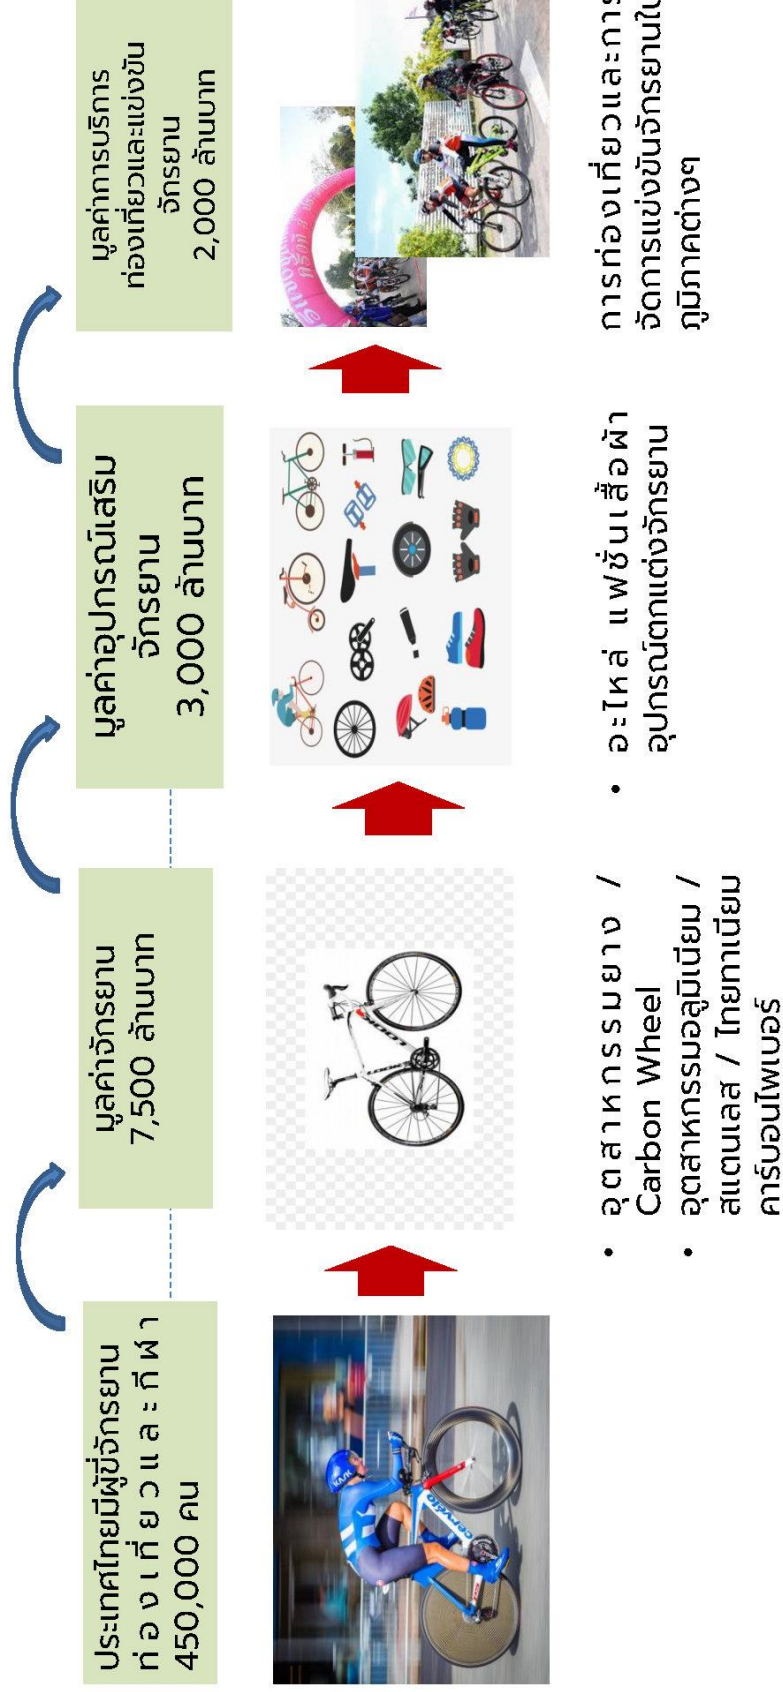 ประเทศไทยมีผู้ขี่จักรยาน
ท่องเที่ยวและกีฬา
450,000 คน
มูลค่าจักรยาน
7,500 ล้านบาท
มูลค่าอุปกรณ์เสริม
จักรยาน
3,000 ล้านบาท
มูลค่าการบริการ
ท่องเที่ยวและแข่งขัน
จักรยาน
2,000 ล้านบาท
cervélo
KASK
• อุตสาหกรรมยาง /
Carbon Wheel
• อุตสาหกรรมอลูมิเนียม /
สแตนเลส / ไทยทาเนียม
คาร์บอนไฟเบอร์
• อะไหล่ แฟชั่นเสื้อผ้า
อุปกรณ์ตกแต่งจักรยาน
การท่องเที่ยวและการ
จัดการแข่งขันจักรยานใน
ภูมิภาคต่างๆ